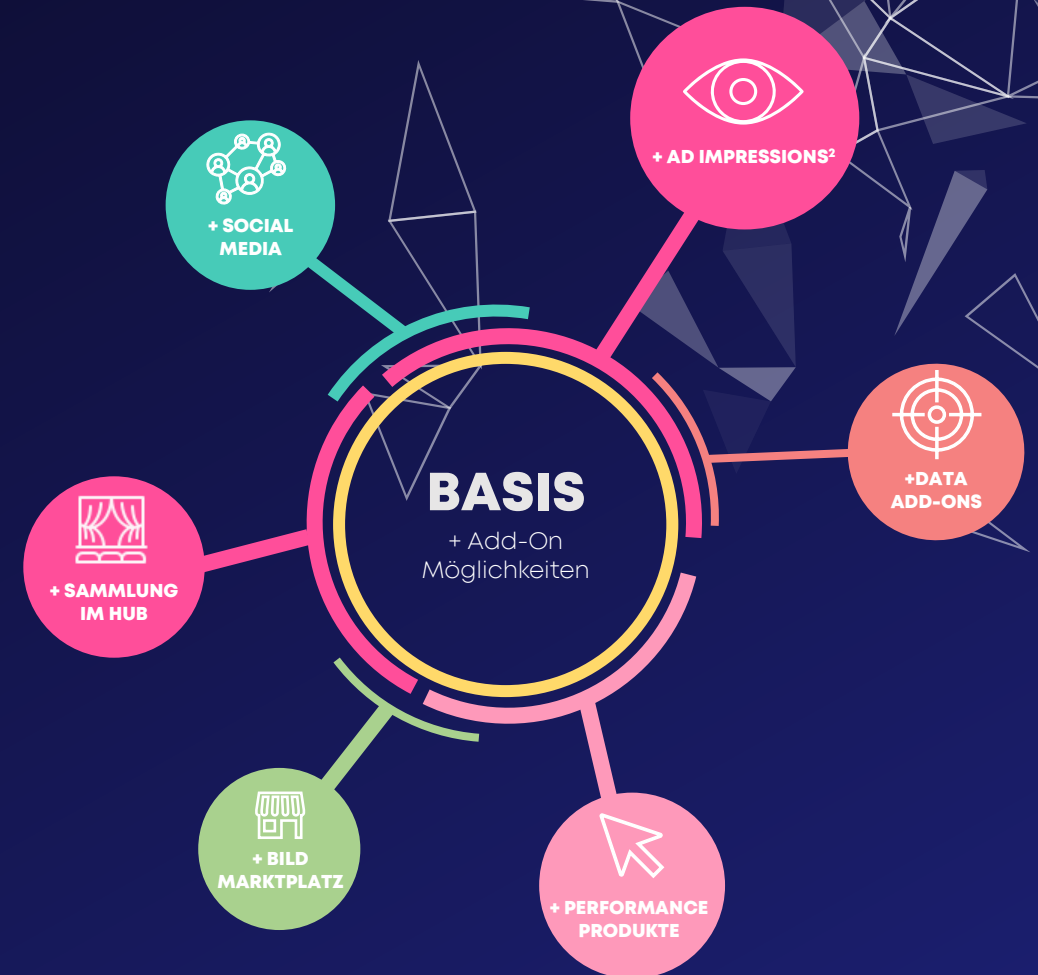 + AD IMPRESSIONS²
+ SOCIAL
MEDIA
+DATA
ADD-ONS
BASIS
+ Add-On
Möglichkeiten
+ SAMMLUNG
IM HUB
+ BILD
MARKTPLATZ
+ PERFORMANCE
PRODUKTE